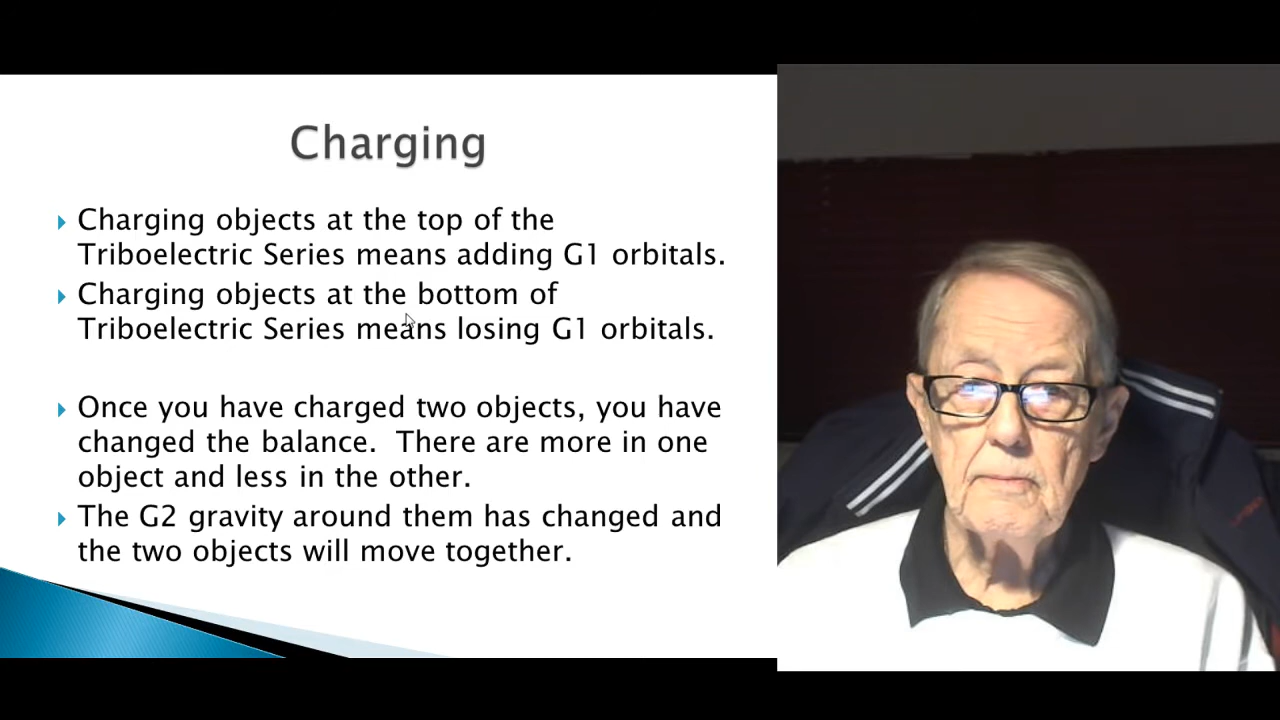 Charging
Charging objects at the top of the
Triboelectric Series means adding G1 orbitals.
Charging objects at the bottom of
Triboelectric Series means losing G1 orbitals.
Once you have charged two objects, you have
changed the balance.  There are more in one
object and less in the other.
The G2 gravity around them has changed and
the two objects will move together.